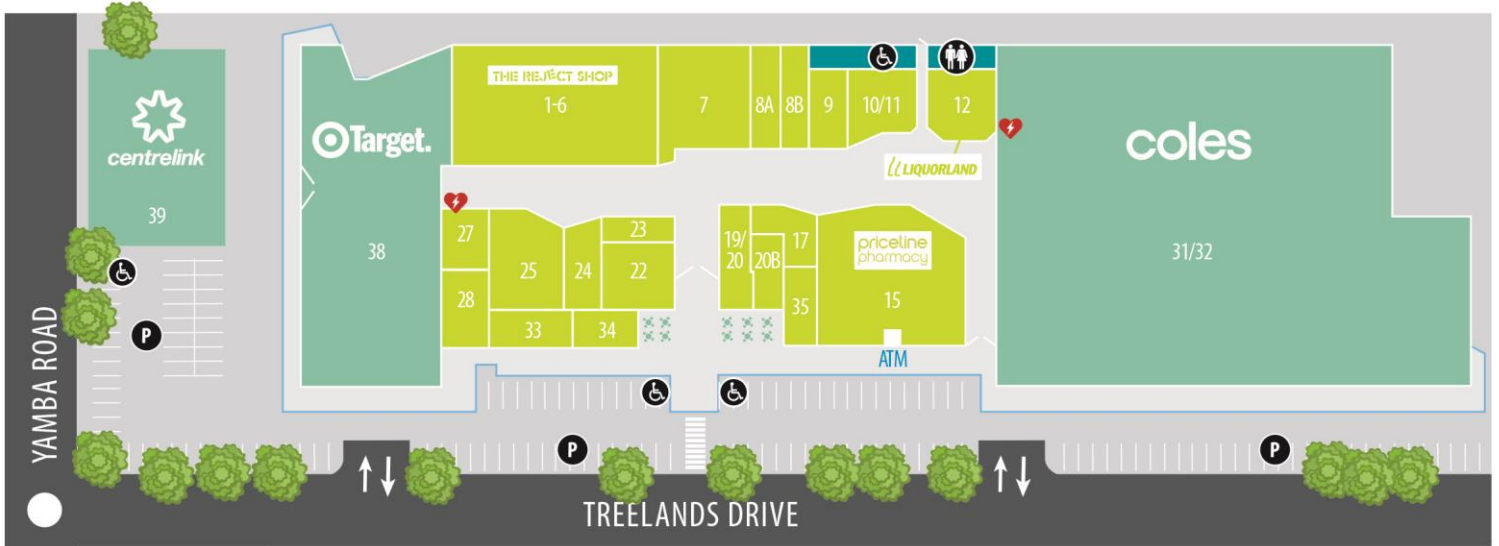 THE REJECT SHOP
1-6
7
8A
8B
9
10/11
12
LIQUORLAND
Target.
38
centrelink
39
coles
31/32
27
28
25
24
23
22
33
34
19/
20
20B
17
35
priceline
pharmacy
15
ATM
P
P
P
YAMBA ROAD
TREELANDS DRIVE